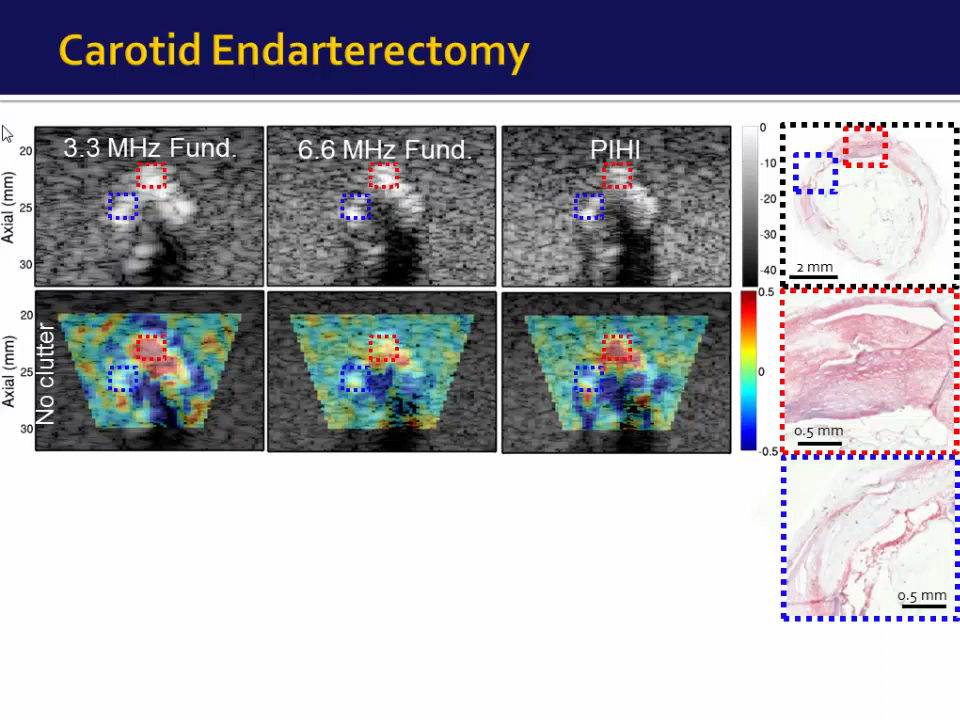 Carotid Endarterectomy
3.3 MHz Fund.
6.6 MHz Fund.
PIHI
Axial (mm)
20
25
30
0
-10
-20
-30
-40
2 mm
No clutter
Axial (mm)
20
25
30
0.5
0
-0.5
0.5 mm
0.5 mm